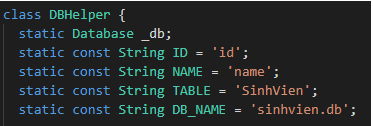 class DBHelper {
static Database _db;
static const String ID = 'id';
static const String NAME = 'name';
static const String TABLE = 'SinhVien';
static const String DB_NAME = 'sinhvien.db';